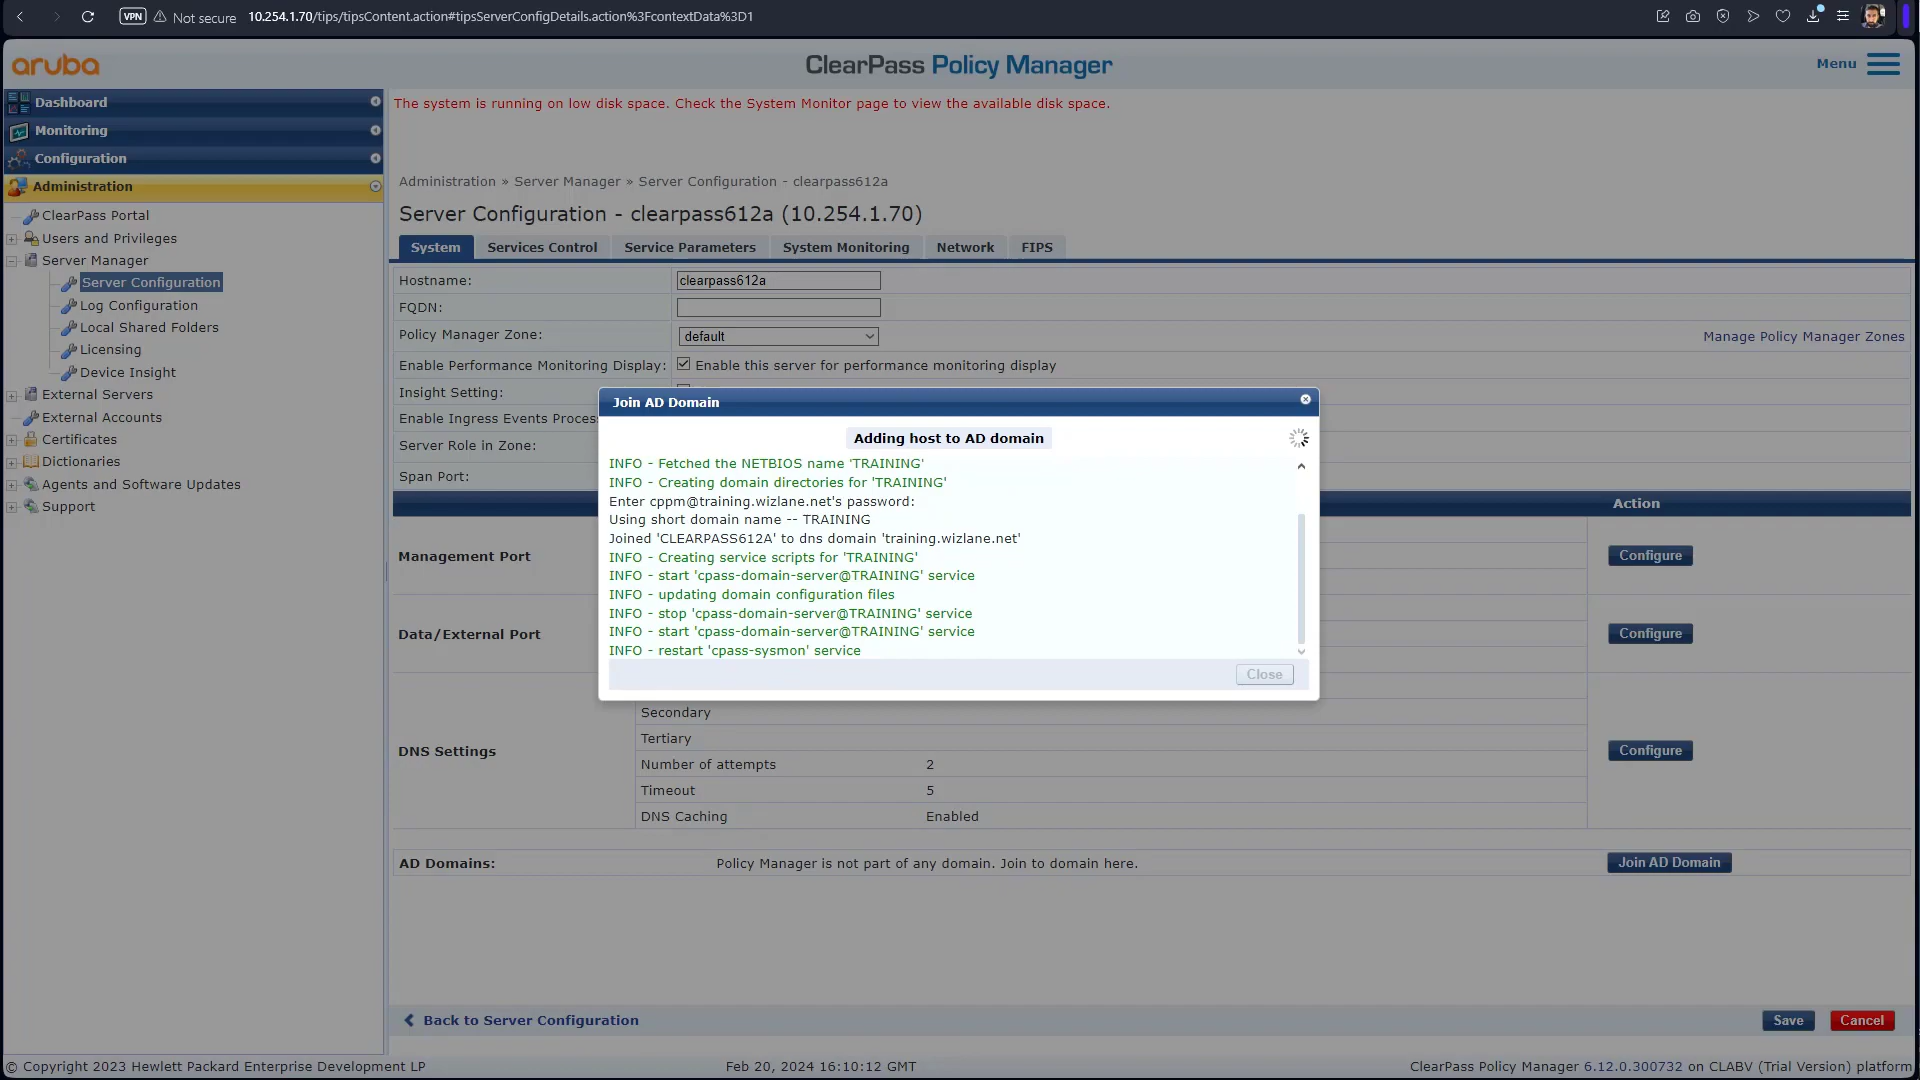 VPN
Not secure
10.254.1.70/tips/tipsContent.action#tipsServerConfigDetails.action%3FcontextData%3D1
aruba
ClearPass Policy Manager
Menu
Dashboard
The system is running on low disk space. Check the System Monitor page to view the available disk space.
Monitoring
Configuration
Administration
Administration » Server Manager » Server Configuration - clearpass612a
ClearPass Portal
Server Configuration - clearpass612a (10.254.1.70)
Users and Privileges
Server Manager
System
Services Control
Service Parameters
System Monitoring
Network
FIPS
Server Configuration
Log Configuration
Local Shared Folders
Licensing
Device Insight
External Servers
External Accounts
Certificates
Dictionaries
Agents and Software Updates
Support
Hostname: clearpass612a
FQDN:
Policy Manager Zone: default
Manage Policy Manager Zones
Enable Performance Monitoring Display: Enable this server for performance monitoring display
Insight Setting:
Enable Ingress Events Proces
Server Role in Zone:
Span Port:
Join AD Domain
Adding host to AD domain
INFO - Fetched the NETBIOS name 'TRAINING'
INFO - Creating domain directories for 'TRAINING'
Enter cppm@training.wizlane.net's password:
Using short domain name -- TRAINING
Joined 'CLEARPASS612A' to dns domain 'training.wizlane.net'
INFO - Creating service scripts for 'TRAINING'
INFO - start 'cpass-domain-server@TRAINING' service
INFO - updating domain configuration files
INFO - stop 'cpass-domain-server@TRAINING' service
INFO - start 'cpass-domain-server@TRAINING' service
INFO - restart 'cpass-sysmon' service
Close
Action
Management Port
Configure
Data/External Port
Configure
DNS Settings
Secondary
Tertiary
Number of attempts 2
Timeout 5
DNS Caching Enabled
Configure
AD Domains: Policy Manager is not part of any domain. Join to domain here.
Join AD Domain
Back to Server Configuration
Save
Cancel
© Copyright 2023 Hewlett Packard Enterprise Development LP
Feb 20, 2024 16:10:12 GMT
ClearPass Policy Manager 6.12.0.300732 on CLABV (Trial Version) platform